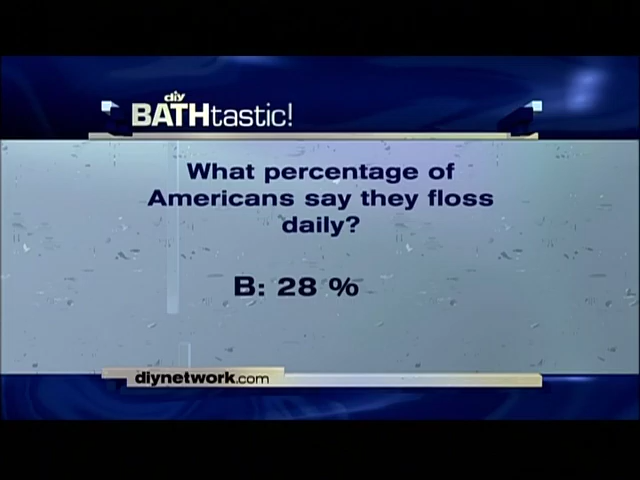 diy
BATHtastic!
What percentage of
Americans say they floss
daily?
B: 28 %
diynetwork.com